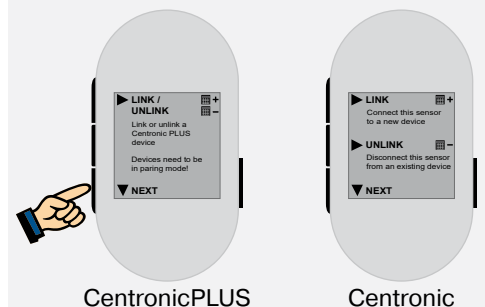 LINK /
UNLINK
+
−
Link or unlink a
Centronic PLUS
device
Devices need to be
in paring mode!
NEXT
CentronicPLUS
LINK
+
Connect this sensor
to a new device
UNLINK
−
Disconnect this sensor
from an existing device
NEXT
Centronic